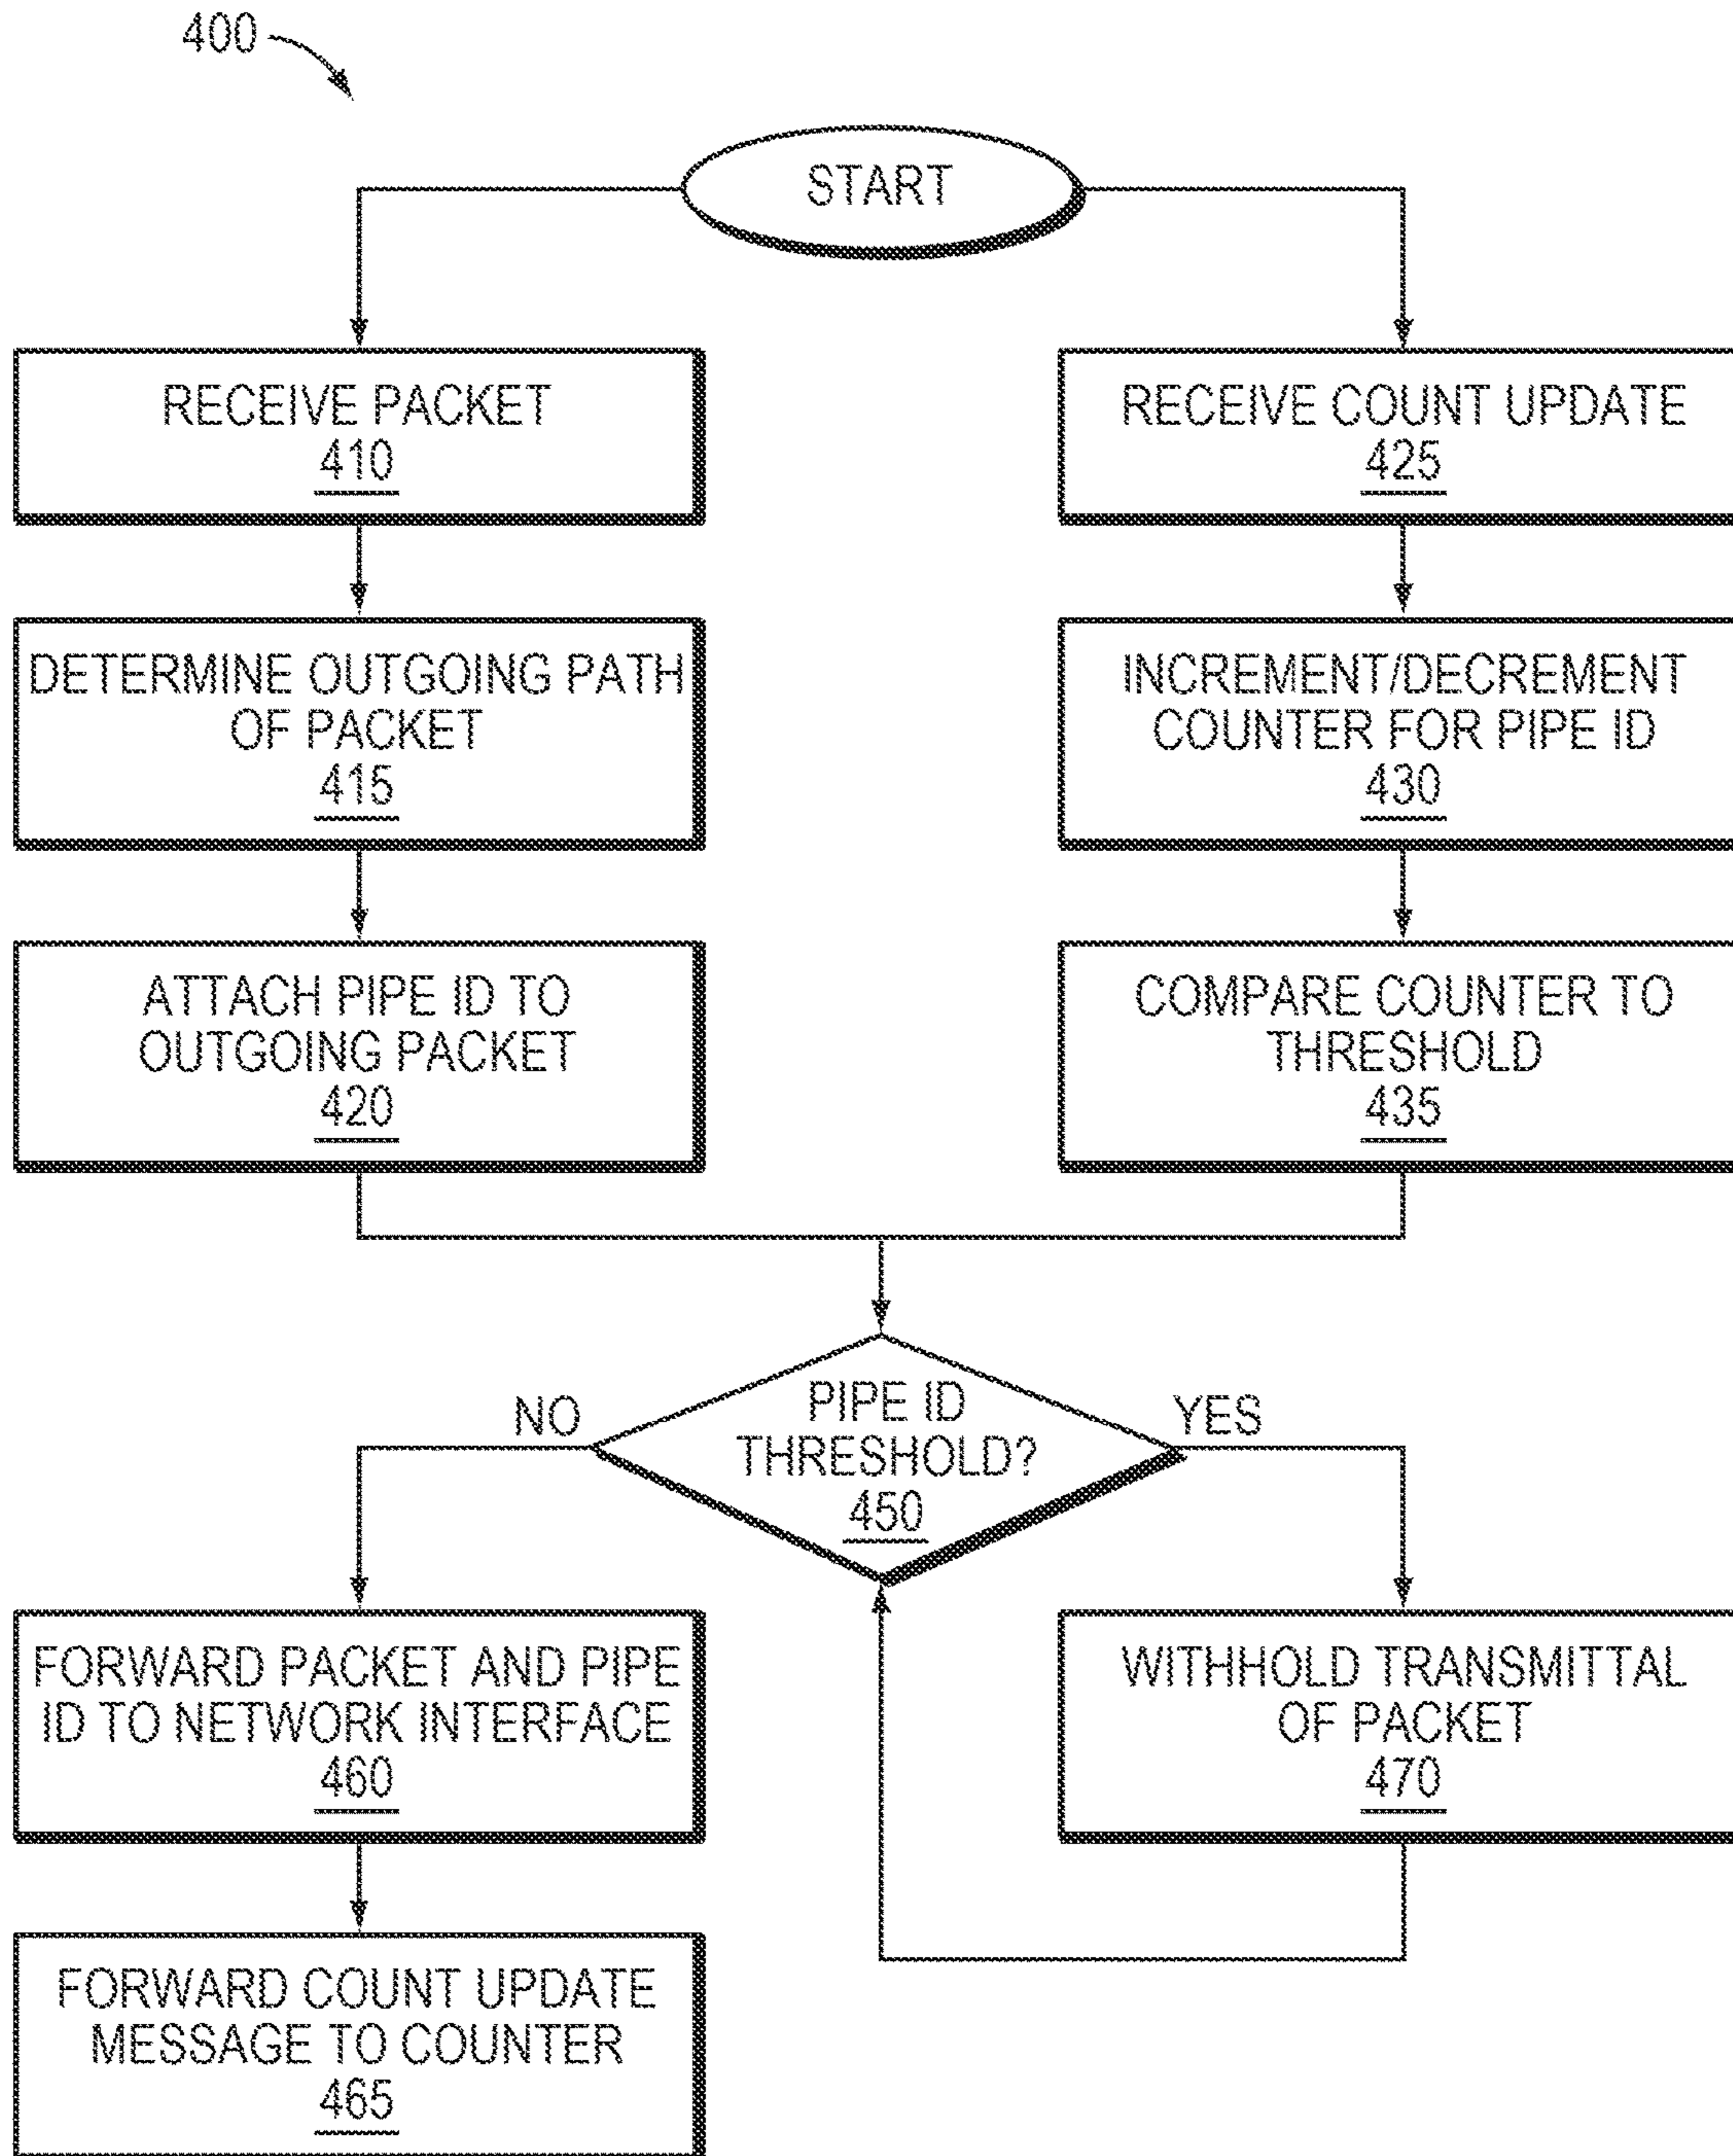 400
START
RECEIVE PACKET
410
DETERMINE OUTGOING PATH
OF PACKET
415
ATTACH PIPE ID TO
OUTGOING PACKET
420
RECEIVE COUNT UPDATE
425
INCREMENT/DECREMENT
COUNTER FOR PIPE ID
430
COMPARE COUNTER TO
THRESHOLD
435
NO
PIPE ID
THRESHOLD?
450
YES
FORWARD PACKET AND PIPE
ID TO NETWORK INTERFACE
460
FORWARD COUNT UPDATE
MESSAGE TO COUNTER
465
WITHHOLD TRANSMITTAL
OF PACKET
470